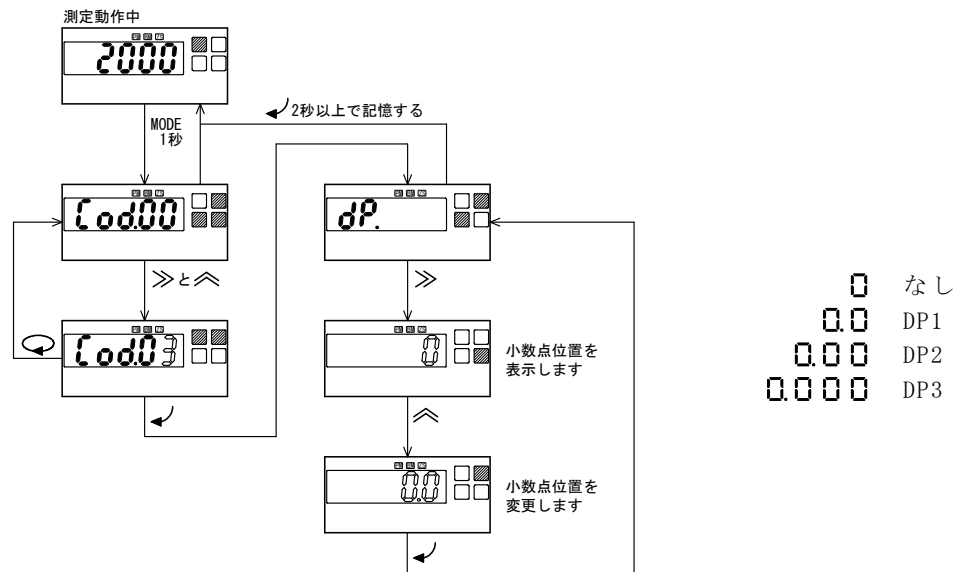 測定動作中
2000
2秒以上で記憶する
MODE
1秒
Cod.00
dP.
と
Cod.03
0
小数点位置を
表示します
0.0
小数点位置を
変更します
0 なし
0.0 DP1
0.00 DP2
0.000 DP3